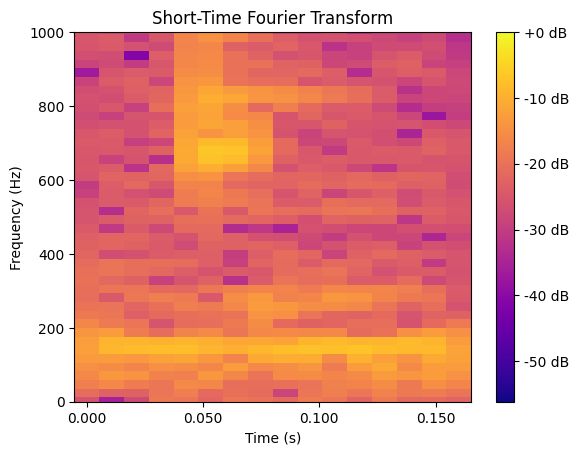 Short-Time Fourier Transform
1000
800
600
400
200
0
Frequency (Hz)
0.000
0.050
0.100
0.150
Time (s)
+0 dB
-10 dB
-20 dB
-30 dB
-40 dB
-50 dB